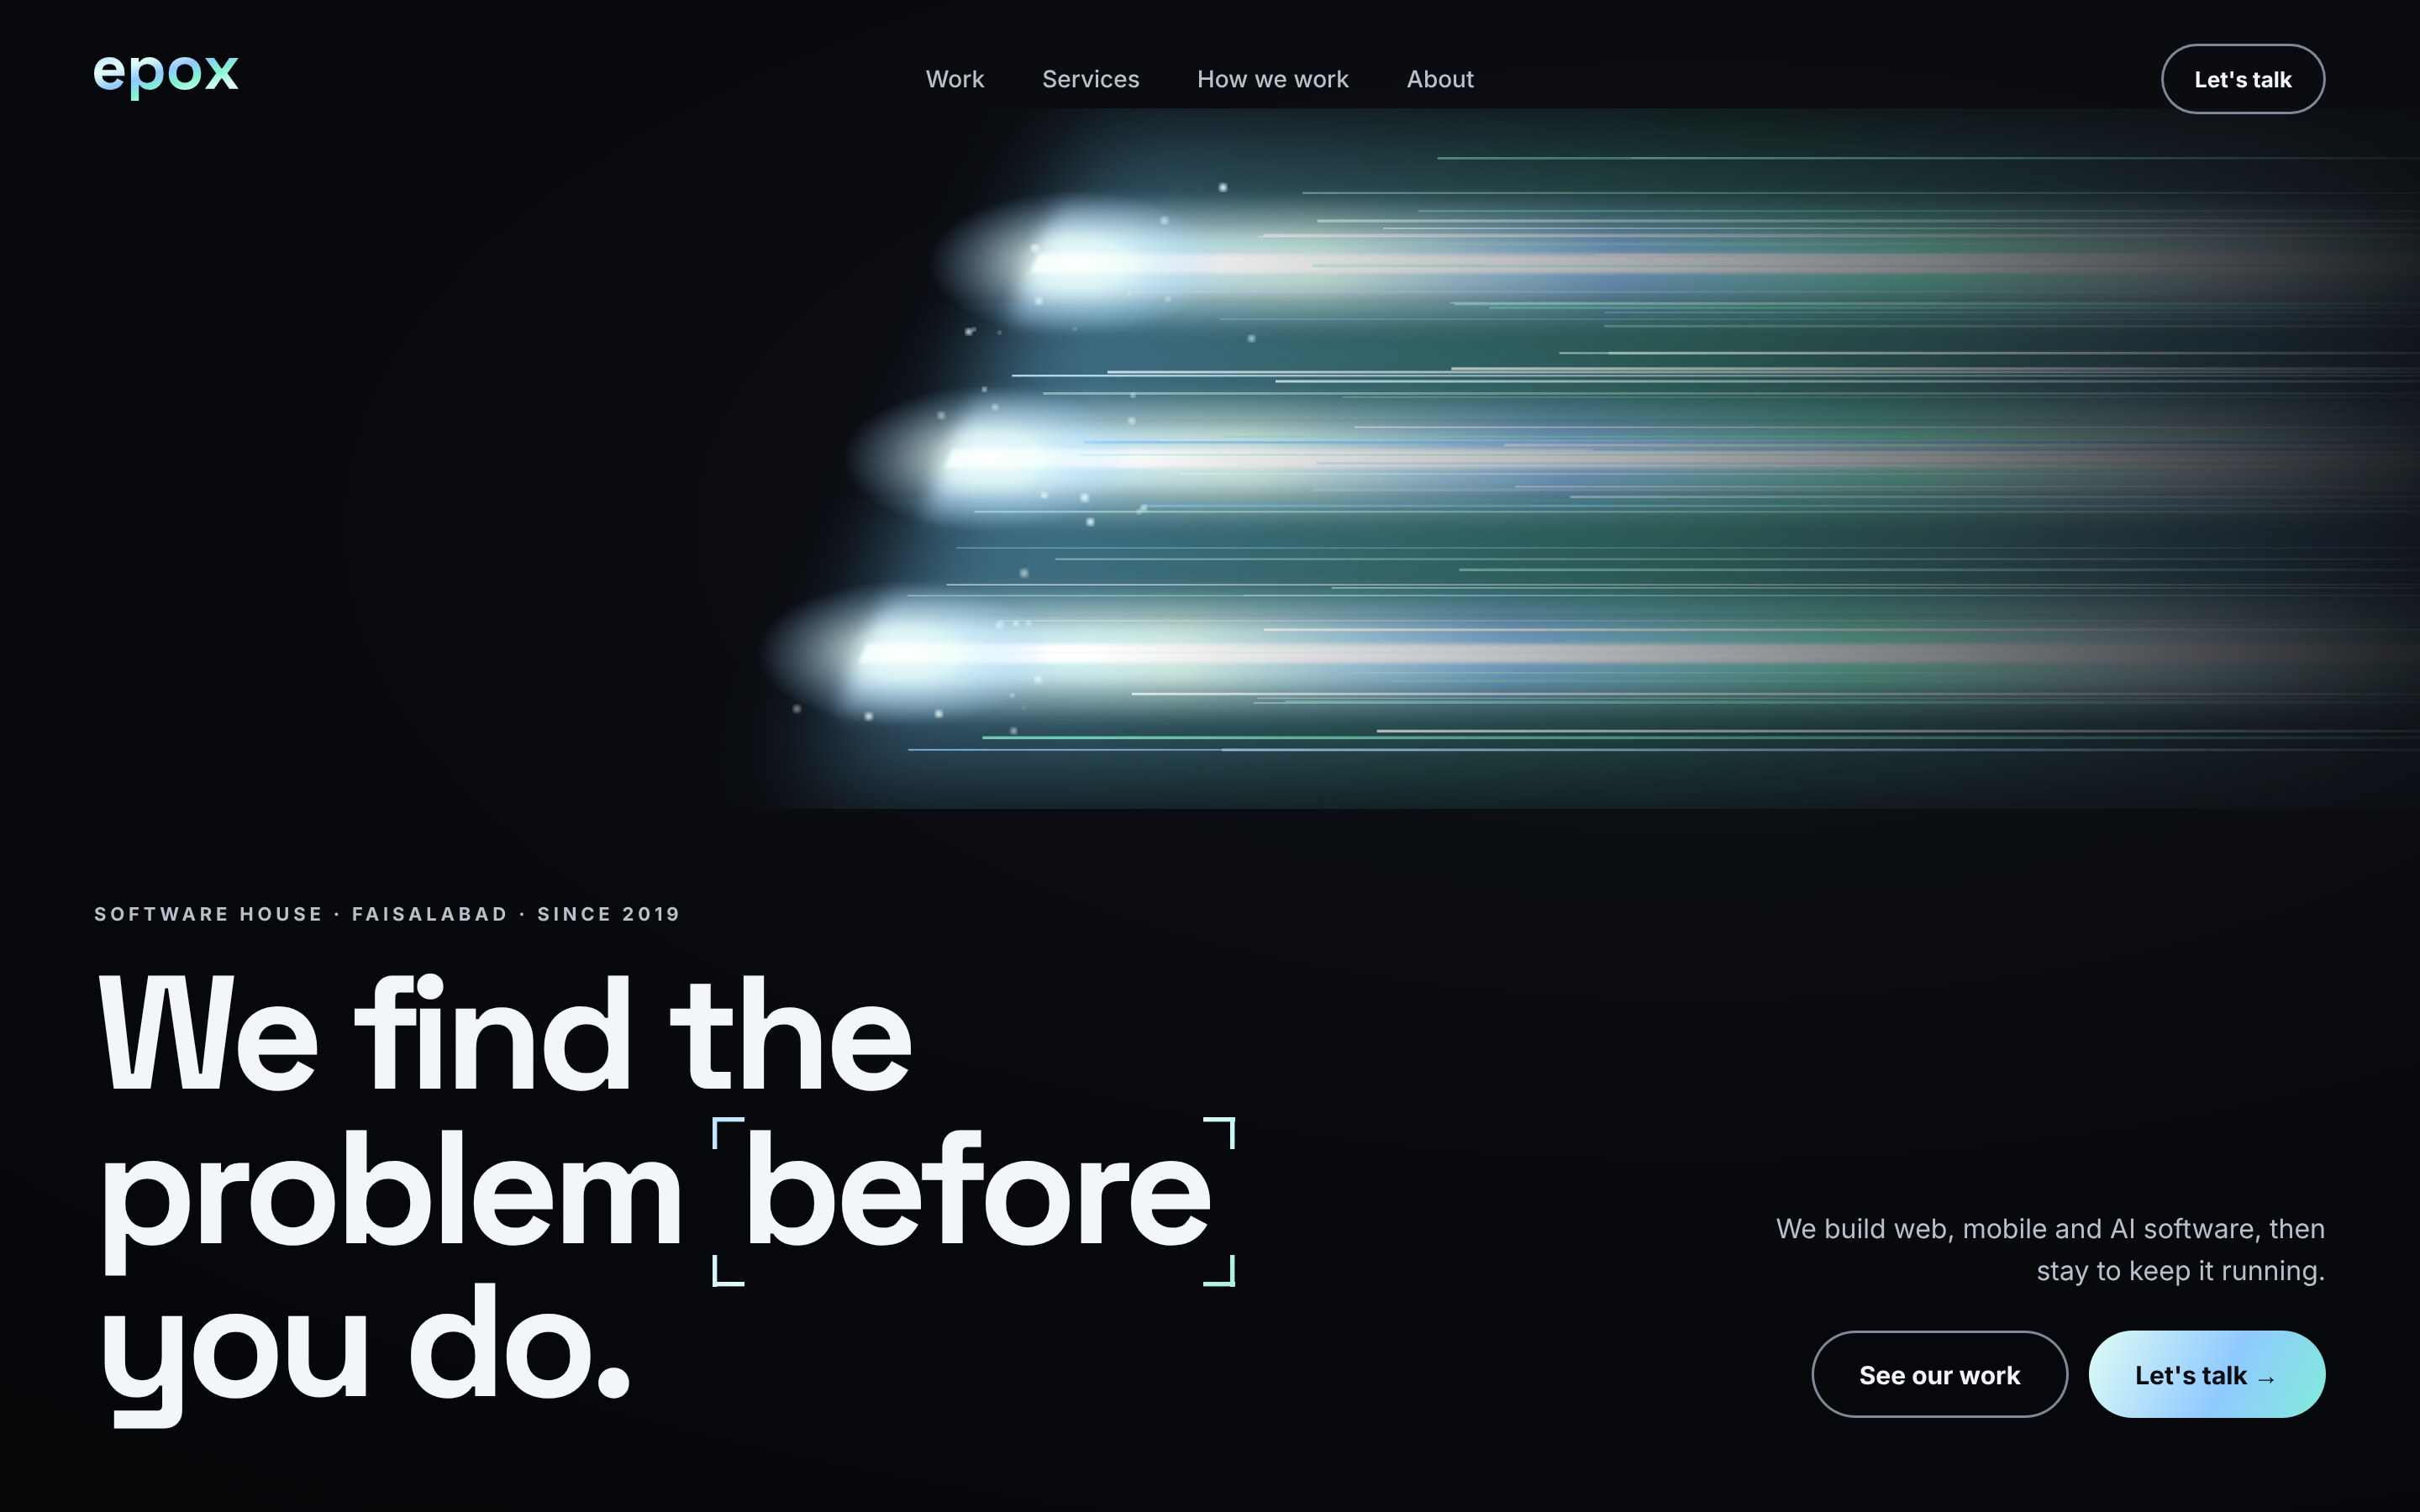 epox
Work
Services
How we work
About
Let's talk
SOFTWARE HOUSE · FAISALABAD · SINCE 2019
We find the
problem before
you do.
We build web, mobile and AI software, then
stay to keep it running.
See our work
Let's talk →